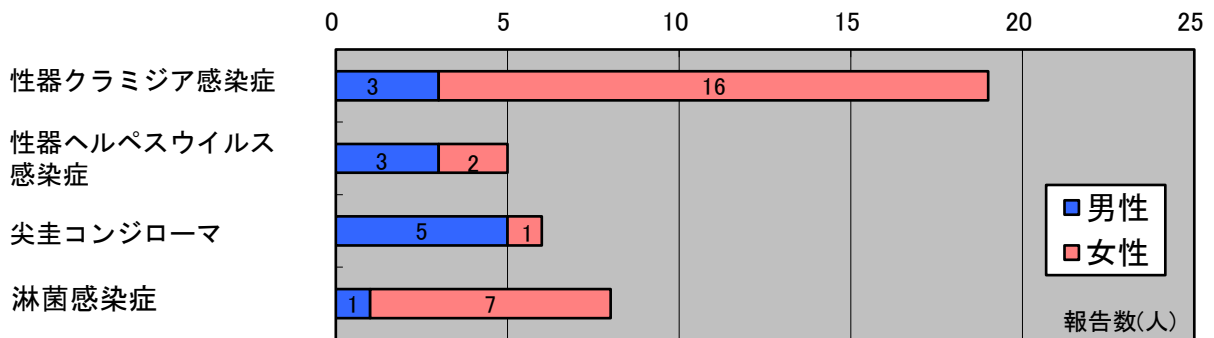 0 5 10 15 20 25
性器クラミジア感染症
3 16
性器ヘルペスウイルス
感染症
3 2
尖圭コンジローマ
5 1
淋菌感染症
1 7
男性
女性
報告数(人)